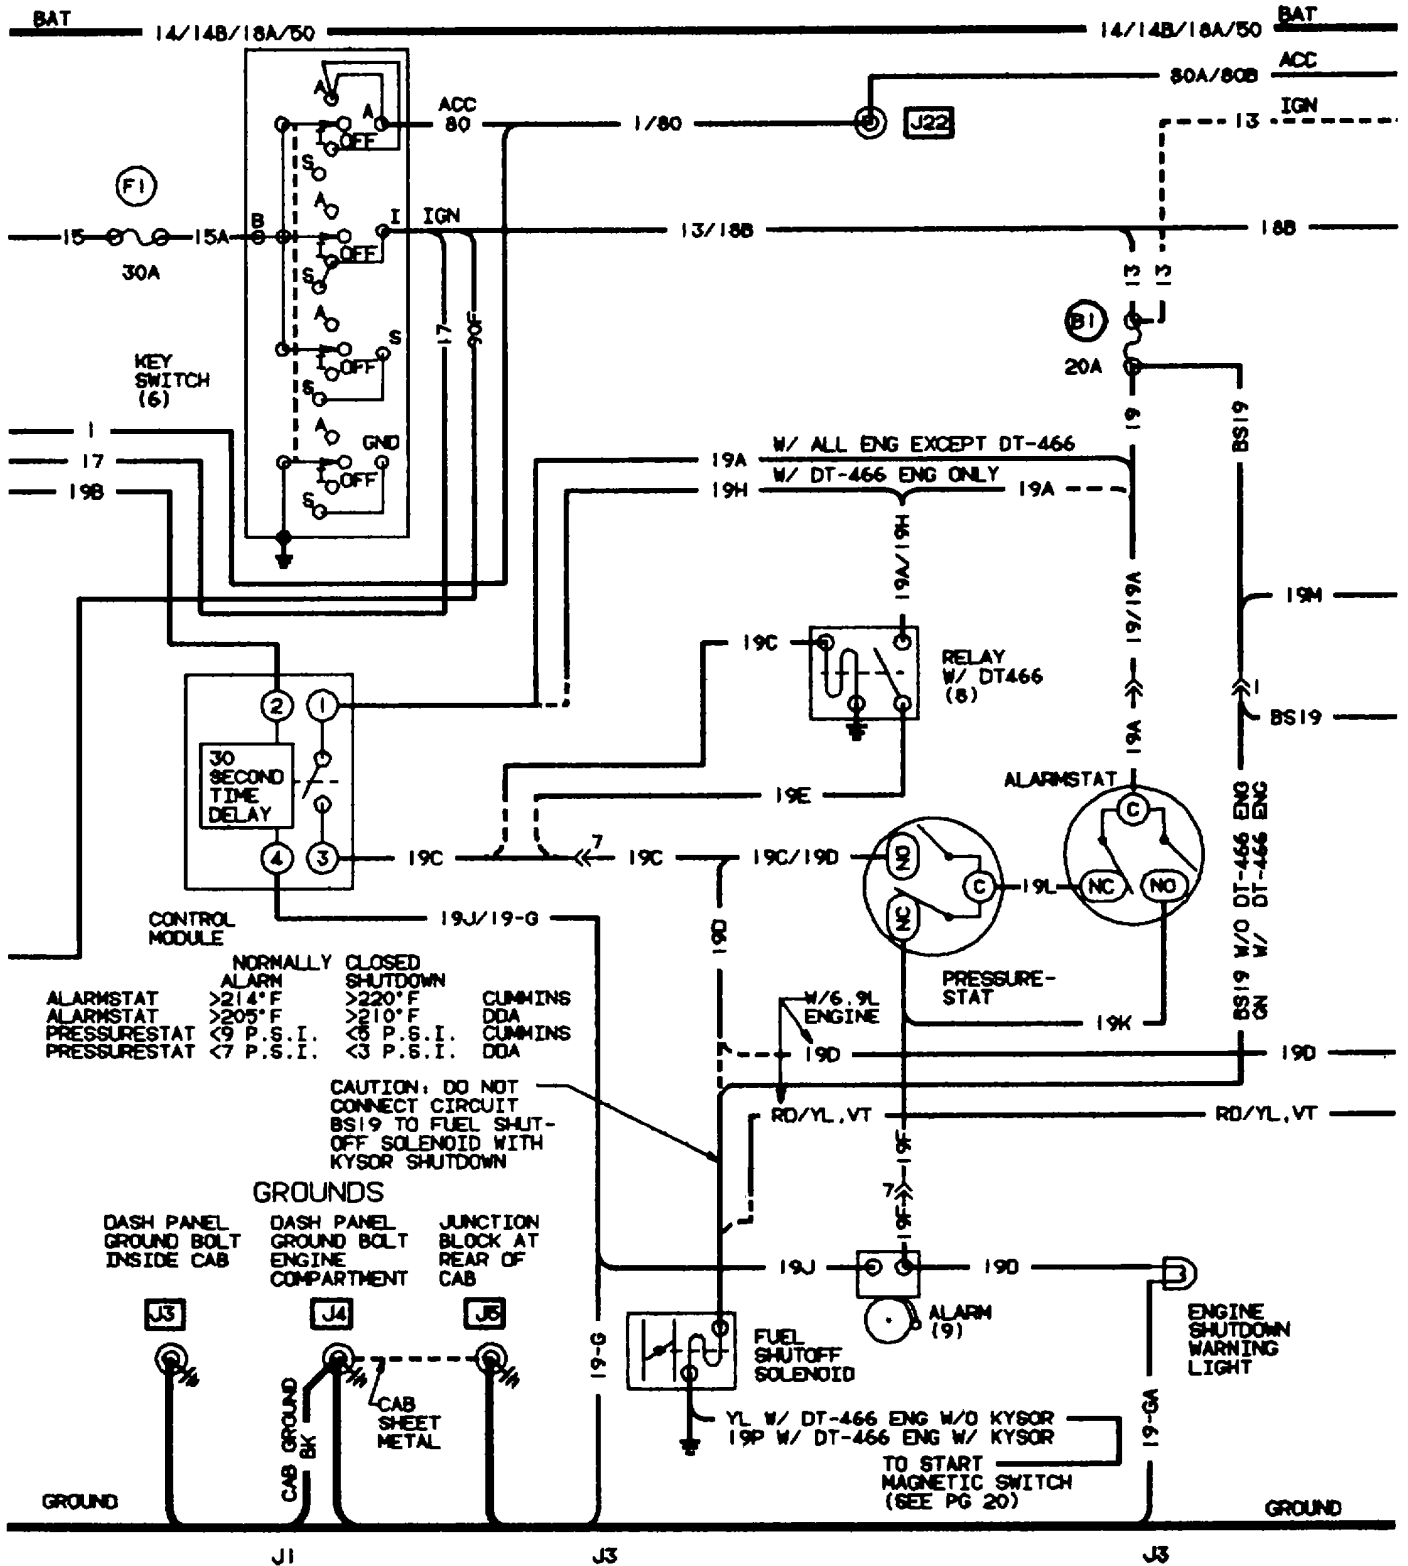 BAT
14/14B/18A/50
14/14B/18A/50
BAT
80A/80B
ACC
A
A
ACC
80
1/80
J22
13
IGN
I
OFF
S
F1
A
15
15A
B
I
IGN
13/18B
18B
30A
I
OFF
S
13
13
A
17
90F
S
B1
KEY
SWITCH
(6)
I
OFF
20A
S
A
19
BS19
1
GND
W/ ALL ENG EXCEPT DT-466
17
19A
W/ DT-466 ENG ONLY
I
OFF
19B
19H
19A
S
19A/19H
19/19A
19M
19C
RELAY
W/ DT466
(8)
2
1
1
BS19
19A
30
SECOND
TIME
DELAY
19E
ALARMSTAT
C
4
3
19C
7
19C
19C/19D
NO
C
19L
NC
NO
NC
BS19 W/O DT-466 ENG
GN W/ DT-466 ENG
CONTROL
MODULE
19J/19-G
19D
NORMALLY CLOSED
ALARM SHUTDOWN
ALARMSTAT >214°F >220°F CUMMINS
ALARMSTAT >205°F >210°F DDA
PRESSURESTAT <9 P.S.I. <6 P.S.I. CUMMINS
PRESSURESTAT <7 P.S.I. <3 P.S.I. DDA
PRESSURE-
STAT
W/6.9L
ENGINE
19K
19D
19D
CAUTION: DO NOT
CONNECT CIRCUIT
BS19 TO FUEL SHUT-
OFF SOLENOID WITH
KYSOR SHUTDOWN
RD/YL,VT
RD/YL,VT
19F
7
19F
GROUNDS
DASH PANEL
GROUND BOLT
INSIDE CAB
DASH PANEL
GROUND BOLT
ENGINE
COMPARTMENT
JUNCTION
BLOCK AT
REAR OF
CAB
19J
19D
J3
J4
J5
ALARM
(9)
ENGINE
SHUTDOWN
WARNING
LIGHT
FUEL
SHUTOFF
SOLENOID
19-G
CAB GROUND
BK
CAB
SHEET
METAL
19-GA
YL W/ DT-466 ENG W/O KYSOR
19P W/ DT-466 ENG W/ KYSOR
TO START
MAGNETIC SWITCH
(SEE PG 20)
GROUND
GROUND
J1
J3
J3